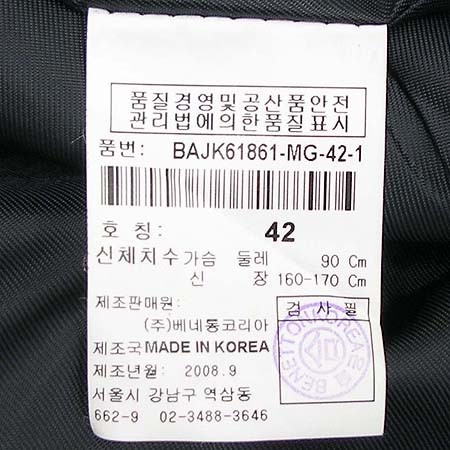 품질경영및공산품안전
관리법에의한품질표시
품번: BAJK61861-MG-42-1
호 칭: 42
신체치수 가슴 둘레 90 Cm
신 장 160-170 Cm
제조판매원:
(주)베네통코리아
제조국 MADE IN KOREA
제조년월: 2008.9
서울시 강남구 역삼동
662-9 02-3488-3646
검 사 필
BENETTON KOREA